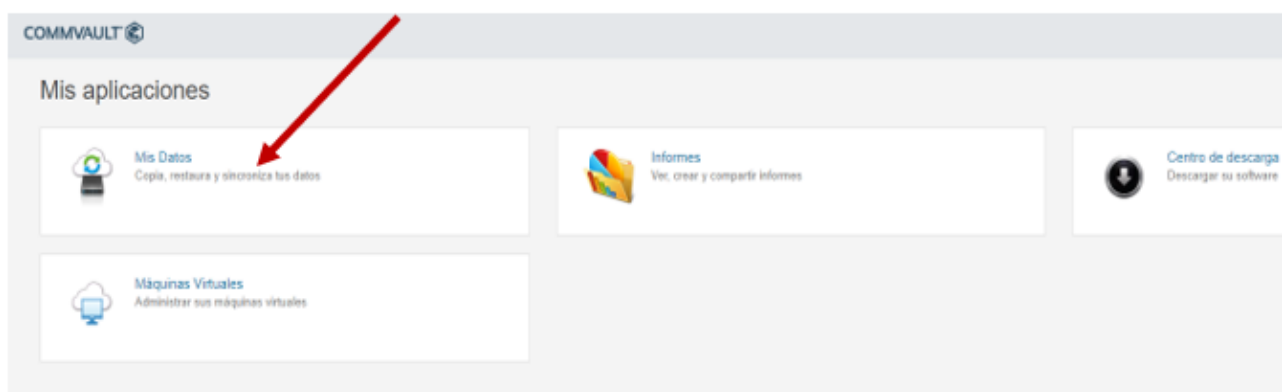 COMMVAULT
Mis aplicaciones
Mis Datos
Copia, restaura y sincroniza tus datos
Informes
Ver, crear y compartir informes
Centro de descarga
Descargar su software
Máquinas Virtuales
Administrar sus máquinas virtuales